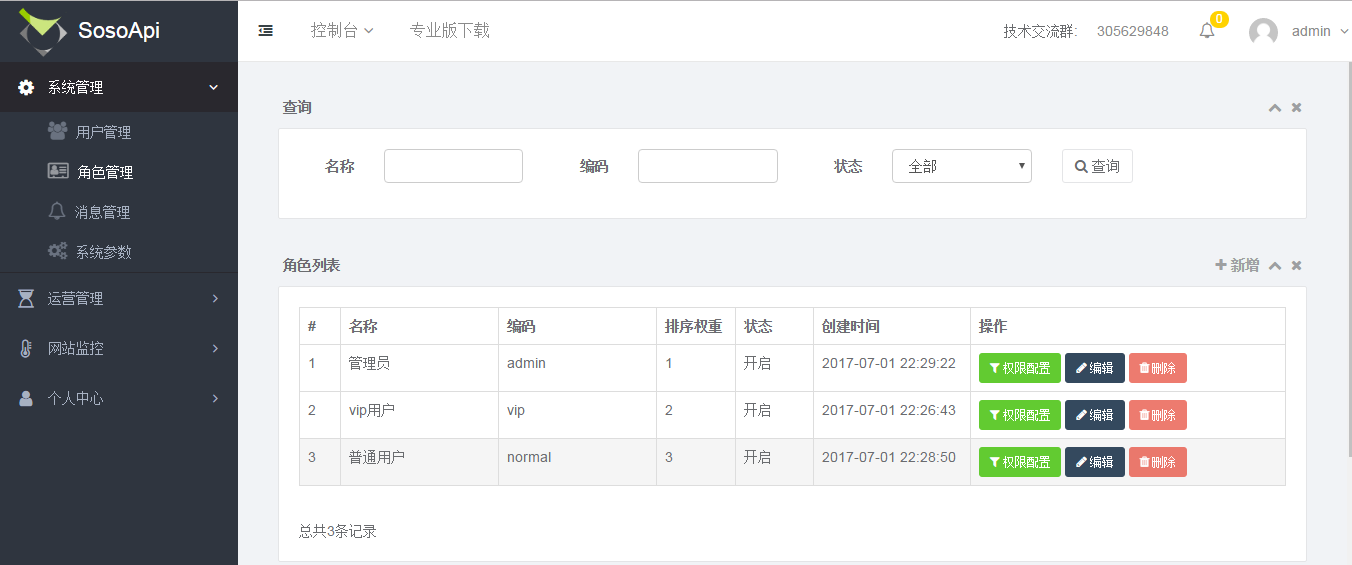 SosoApi 控制台 专业版下载 技术交流群: 305629848 0 admin
系统管理
用户管理
角色管理
消息管理
系统参数
运营管理
网站监控
个人中心
查询
名称 编码 状态 全部 查询
角色列表 新增
# 名称 编码 排序权重 状态 创建时间 操作
1 管理员 admin 1 开启 2017-07-01 22:29:22 权限配置 编辑 删除
2 vip用户 vip 2 开启 2017-07-01 22:26:43 权限配置 编辑 删除
3 普通用户 normal 3 开启 2017-07-01 22:28:50 权限配置 编辑 删除
总共3条记录